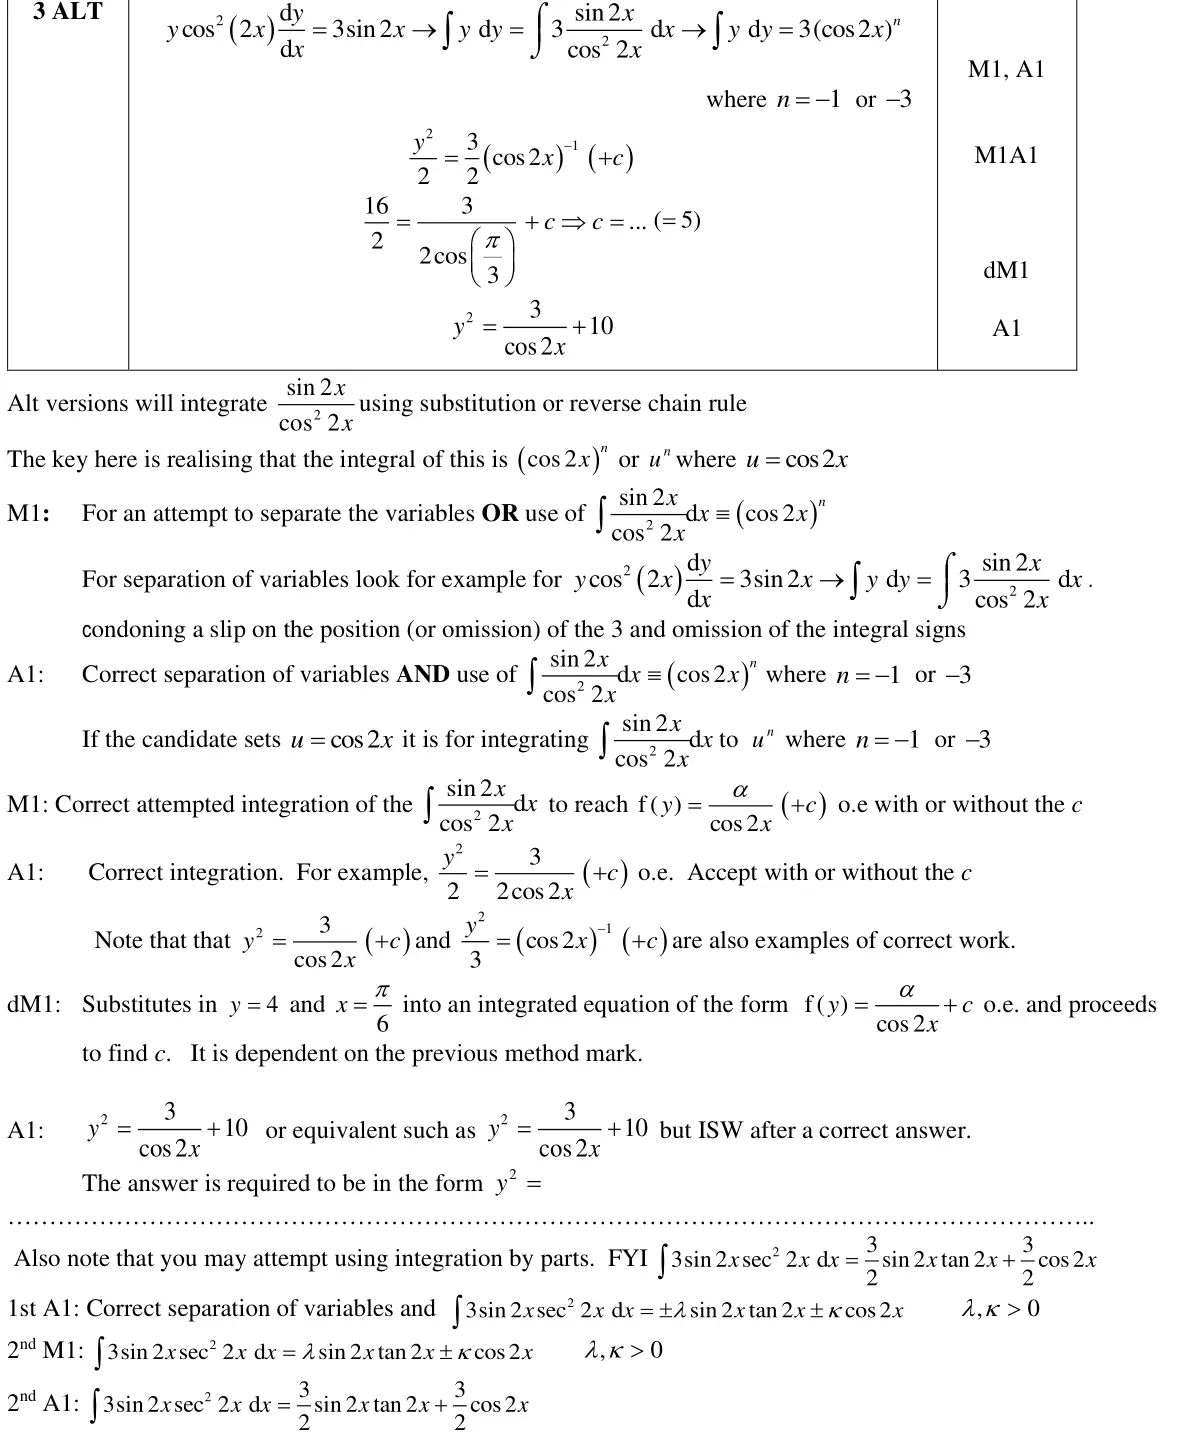 3 ALT
y cos² (2x) dy/dx = 3sin 2x → ∫ y dy = ∫ 3 sin 2x / cos² 2x dx → ∫ y dy = 3(cos 2x)ⁿ
M1, A1
where n = −1 or −3
y²/2 = 3/2 (cos 2x)⁻¹ (+c)
M1A1
16/2 = 3 / (2cos(π/3)) + c ⇒ c = ... (= 5)
dM1
y² = 3/cos 2x + 10
A1
Alt versions will integrate sin 2x / cos² 2x using substitution or reverse chain rule
The key here is realising that the integral of this is (cos 2x)ⁿ or uⁿ where u = cos 2x
M1: For an attempt to separate the variables OR use of ∫ sin 2x / cos² 2x dx ≡ (cos 2x)ⁿ
For separation of variables look for example for y cos² (2x) dy/dx = 3sin 2x → ∫ y dy = ∫ 3 sin 2x / cos² 2x dx .
condoning a slip on the position (or omission) of the 3 and omission of the integral signs
A1: Correct separation of variables AND use of ∫ sin 2x / cos² 2x dx ≡ (cos 2x)ⁿ where n = −1 or −3
If the candidate sets u = cos 2x it is for integrating ∫ sin 2x / cos² 2x dx to uⁿ where n = −1 or −3
M1: Correct attempted integration of the ∫ sin 2x / cos² 2x dx to reach f(y) = α / cos 2x (+c) o.e with or without the c
A1: Correct integration. For example, y²/2 = 3 / 2cos 2x (+c) o.e. Accept with or without the c
Note that that y² = 3 / cos 2x (+c) and y²/3 = (cos 2x)⁻¹ (+c) are also examples of correct work.
dM1: Substitutes in y = 4 and x = π/6 into an integrated equation of the form f(y) = α / cos 2x + c o.e. and proceeds
to find c. It is dependent on the previous method mark.
A1: y² = 3 / cos 2x + 10 or equivalent such as y² = 3 / cos 2x + 10 but ISW after a correct answer.
The answer is required to be in the form y² =
…………………………………………………………………………………………………………………..
Also note that you may attempt using integration by parts. FYI ∫ 3sin 2x sec² 2x dx = 3/2 sin 2x tan 2x + 3/2 cos 2x
1st A1: Correct separation of variables and ∫ 3sin 2x sec² 2x dx = ±λ sin 2x tan 2x ± κ cos 2x λ, κ > 0
2nd M1: ∫ 3sin 2x sec² 2x dx = λ sin 2x tan 2x ± κ cos 2x λ, κ > 0
2nd A1: ∫ 3sin 2x sec² 2x dx = 3/2 sin 2x tan 2x + 3/2 cos 2x